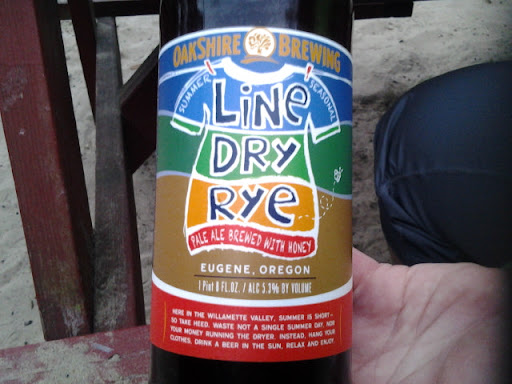 OAKSHIRE BREWING
SUMMER SEASONAL
LiNe
DRY
RYe
PALE ALE BREWED WITH HONEY
EUGENE, OREGON
1 Pint 6 FL.OZ. / ALC 5.3% BY VOLUME
HERE IN THE WILLAMETTE VALLEY, SUMMER IS SHORT–
SO TAKE HEED. WASTE NOT A SINGLE SUMMER DAY, NOR
YOUR MONEY RUNNING THE DRYER. INSTEAD, HANG YOUR
CLOTHES, DRINK A BEER IN THE SUN, RELAX AND ENJOY.